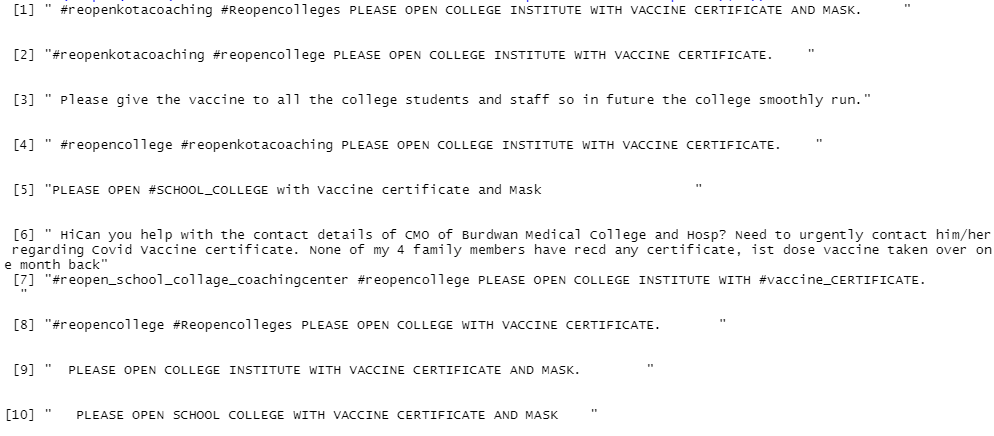 [1] " #reopenkotacoaching #Reopencolleges PLEASE OPEN COLLEGE INSTITUTE WITH VACCINE CERTIFICATE AND MASK. "
[2] "#reopenkotacoaching #reopencollege PLEASE OPEN COLLEGE INSTITUTE WITH VACCINE CERTIFICATE. "
[3] " Please give the vaccine to all the college students and staff so in future the college smoothly run."
[4] " #reopencollege #reopenkotacoaching PLEASE OPEN COLLEGE INSTITUTE WITH VACCINE CERTIFICATE. "
[5] "PLEASE OPEN #SCHOOL_COLLEGE with Vaccine certificate and Mask "
[6] " HiCan you help with the contact details of CMO of Burdwan Medical College and Hosp? Need to urgently contact him/her
regarding Covid Vaccine certificate. None of my 4 family members have recd any certificate, ist dose vaccine taken over on
e month back"
[7] "#reopen_school_collage_coachingcenter #reopencollege PLEASE OPEN COLLEGE INSTITUTE WITH #vaccine_CERTIFICATE.
"
[8] "#reopencollege #Reopencolleges PLEASE OPEN COLLEGE WITH VACCINE CERTIFICATE. "
[9] " PLEASE OPEN COLLEGE INSTITUTE WITH VACCINE CERTIFICATE AND MASK. "
[10] " PLEASE OPEN SCHOOL COLLEGE WITH VACCINE CERTIFICATE AND MASK "